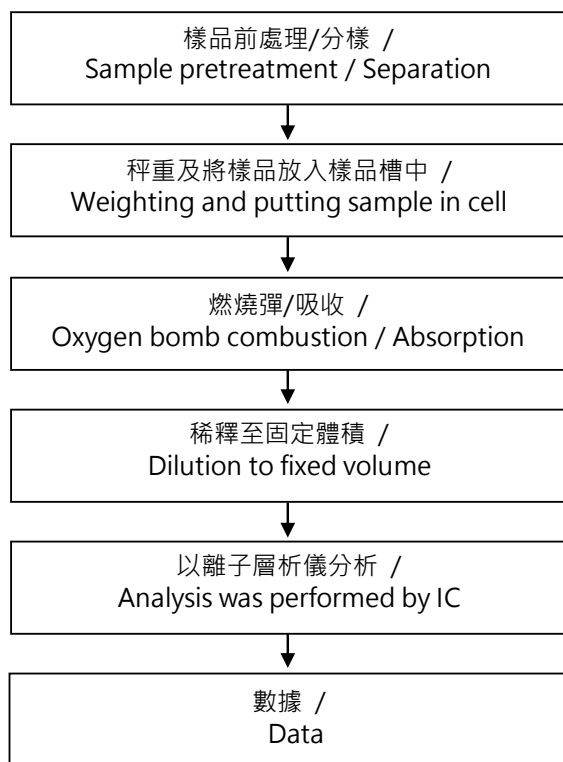 樣品前處理/分樣 /
Sample pretreatment / Separation
秤重及將樣品放入樣品槽中 /
Weighting and putting sample in cell
燃燒彈/吸收 /
Oxygen bomb combustion / Absorption
稀釋至固定體積 /
Dilution to fixed volume
以離子層析儀分析 /
Analysis was performed by IC
數據 /
Data